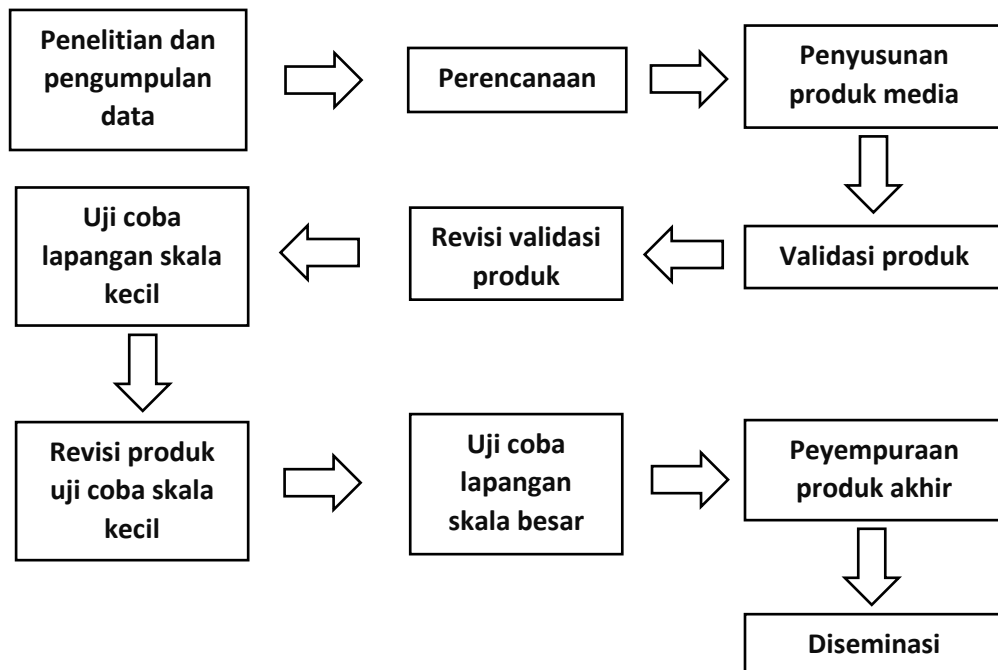 Penelitian dan
pengumpulan
data
Perencanaan
Penyusunan
produk media
Validasi produk
Revisi validasi
produk
Uji coba
lapangan skala
kecil
Revisi produk
uji coba skala
kecil
Uji coba
lapangan
skala besar
Peyempuraan
produk akhir
Diseminasi